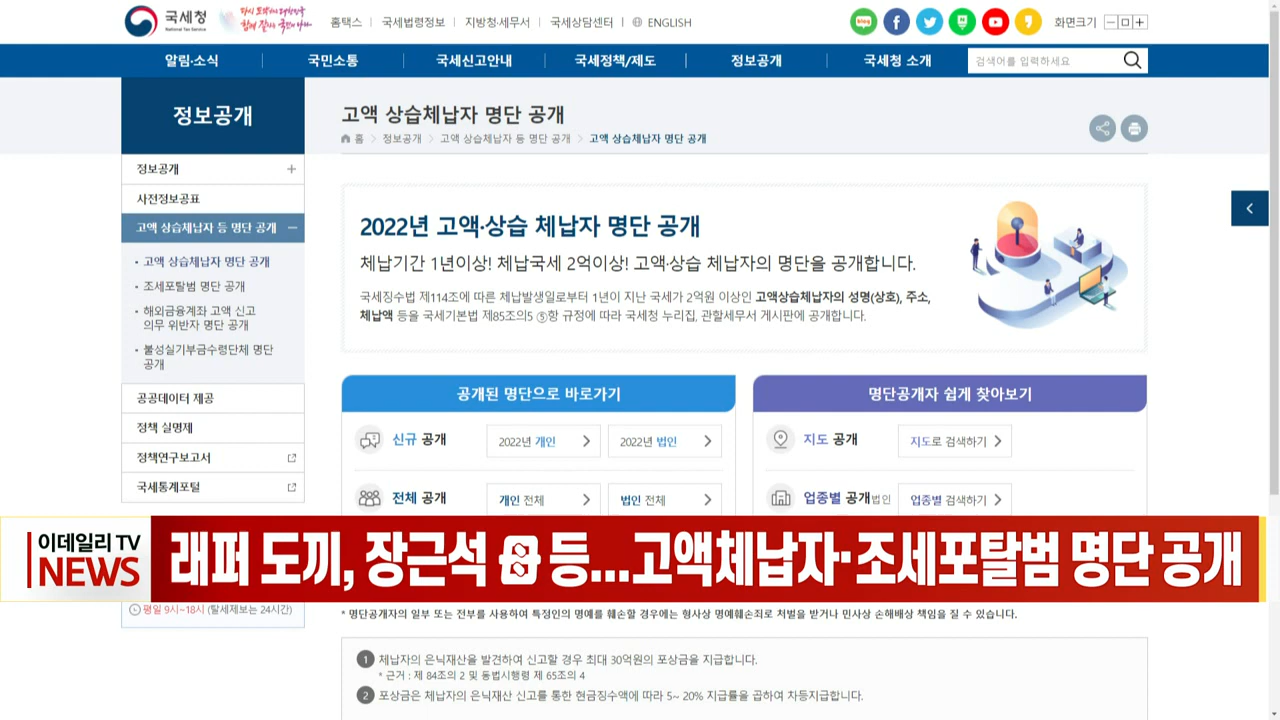 국세청
National Tax Service
다시 도약하는 대한민국
함께 잘사는 국민의 나라
홈택스 국세법령정보 지방청·세무서 국세상담센터 ENGLISH
blog
화면크기
알림·소식 국민소통 국세신고안내 국세정책/제도 정보공개 국세청 소개
검색어를 입력하세요
정보공개
고액 상습체납자 명단 공개
홈 > 정보공개 > 고액 상습체납자 등 명단 공개 > 고액 상습체납자 명단 공개
정보공개
사전정보공표
고액 상습체납자 등 명단 공개
· 고액 상습체납자 명단 공개
· 조세포탈범 명단 공개
· 해외금융계좌 고액 신고
의무 위반자 명단 공개
· 불성실기부금수령단체 명단
공개
공공데이터 제공
정책 실명제
정책연구보고서
국세통계포털
2022년 고액·상습 체납자 명단 공개
체납기간 1년이상! 체납국세 2억이상! 고액·상습 체납자의 명단을 공개합니다.
국세징수법 제114조에 따른 체납발생일로부터 1년이 지난 국세가 2억원 이상인 고액상습체납자의 성명(상호), 주소,
체납액 등을 국세기본법 제85조의5 ⑤항 규정에 따라 국세청 누리집, 관할세무서 게시판에 공개합니다.
공개된 명단으로 바로가기
신규 공개 2022년 개인 2022년 법인
전체 공개 개인 전체 법인 전체
명단공개자 쉽게 찾아보기
지도 공개 지도로 검색하기
업종별 공개법인 업종별 검색하기
이데일리 TV
NEWS
래퍼 도끼, 장근석 등...고액체납자·조세포탈범 명단 공개
평일 9시~18시 (탈세제보는 24시간)
* 명단공개자의 일부 또는 전부를 사용하여 특정인의 명예를 훼손할 경우에는 형사상 명예훼손죄로 처벌을 받거나 민사상 손해배상 책임을 질 수 있습니다.
1 체납자의 은닉재산을 발견하여 신고할 경우 최대 30억원의 포상금을 지급합니다.
* 근거 : 제 84조의 2 및 동법시행령 제 65조의 4
2 포상금은 체납자의 은닉재산 신고를 통한 현금징수액에 따라 5~ 20% 지급률을 곱하여 차등지급합니다.